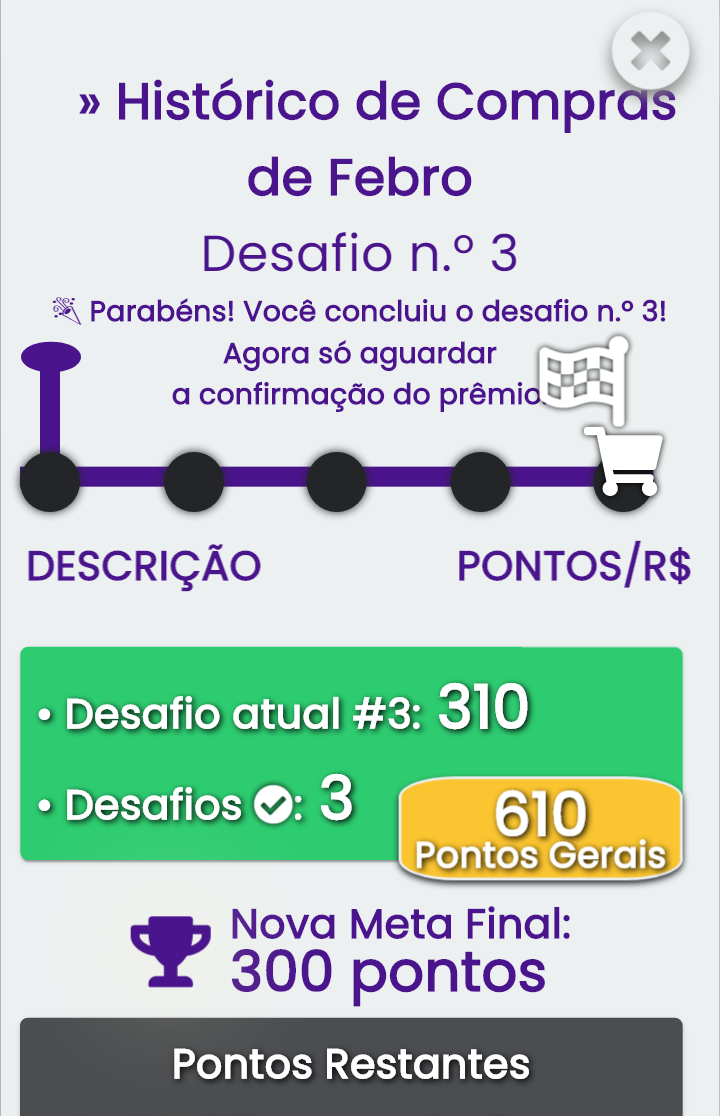 » Histórico de Compras
de Febro
Desafio n.º 3
Parabéns! Você concluiu o desafio n.º 3!
Agora só aguardar
a confirmação do prêmio.
DESCRIÇÃO PONTOS/R$
• Desafio atual #3: 310
• Desafios : 3
610
Pontos Gerais
Nova Meta Final:
300 pontos
Pontos Restantes